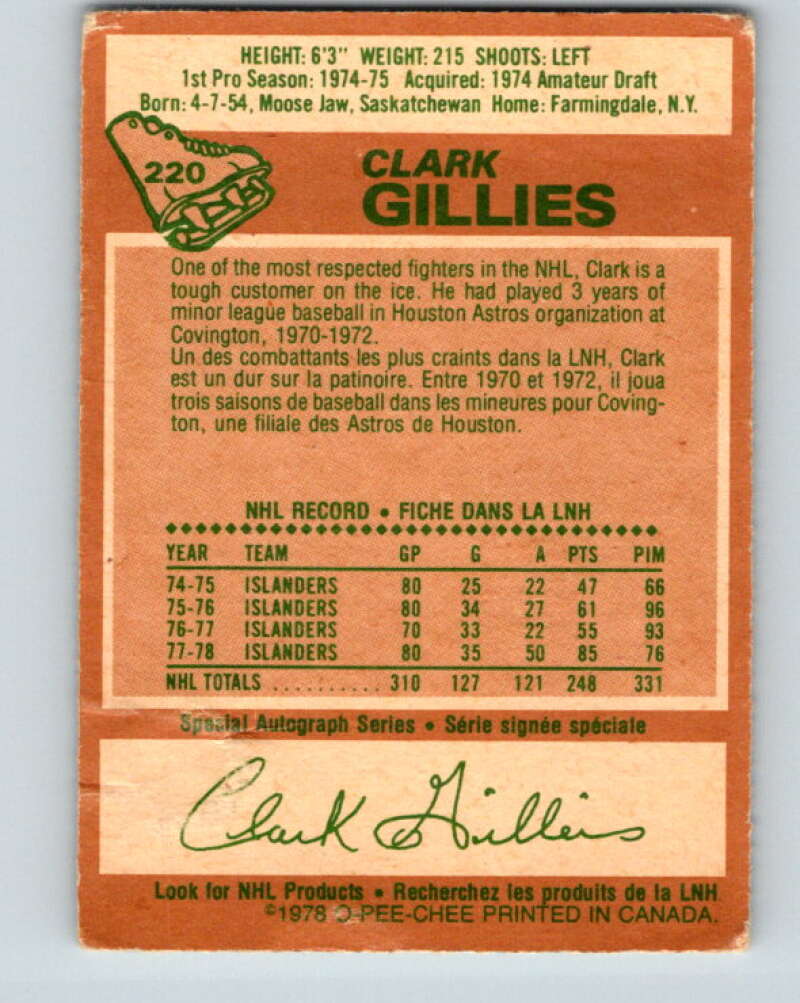 HEIGHT: 6'3" WEIGHT: 215 SHOOTS: LEFT
1st Pro Season: 1974-75 Acquired: 1974 Amateur Draft
Born: 4-7-54, Moose Jaw, Saskatchewan Home: Farmingdale, N.Y.
220
CLARK
GILLIES
One of the most respected fighters in the NHL, Clark is a
tough customer on the ice. He had played 3 years of
minor league baseball in Houston Astros organization at
Covington, 1970-1972.
Un des combattants les plus craints dans la LNH, Clark
est un dur sur la patinoire. Entre 1970 et 1972, il joua
trois saisons de baseball dans les mineures pour Coving-
ton, une filiale des Astros de Houston.
NHL RECORD • FICHE DANS LA LNH
YEAR TEAM GP G A PTS PIM
74-75 ISLANDERS 80 25 22 47 66
75-76 ISLANDERS 80 34 27 61 96
76-77 ISLANDERS 70 33 22 55 93
77-78 ISLANDERS 80 35 50 85 76
NHL TOTALS .......... 310 127 121 248 331
Special Autograph Series • Série signée spéciale
Clark Gillies
Look for NHL Products • Recherchez les produits de la LNH
©1978 O-PEE-CHEE PRINTED IN CANADA.